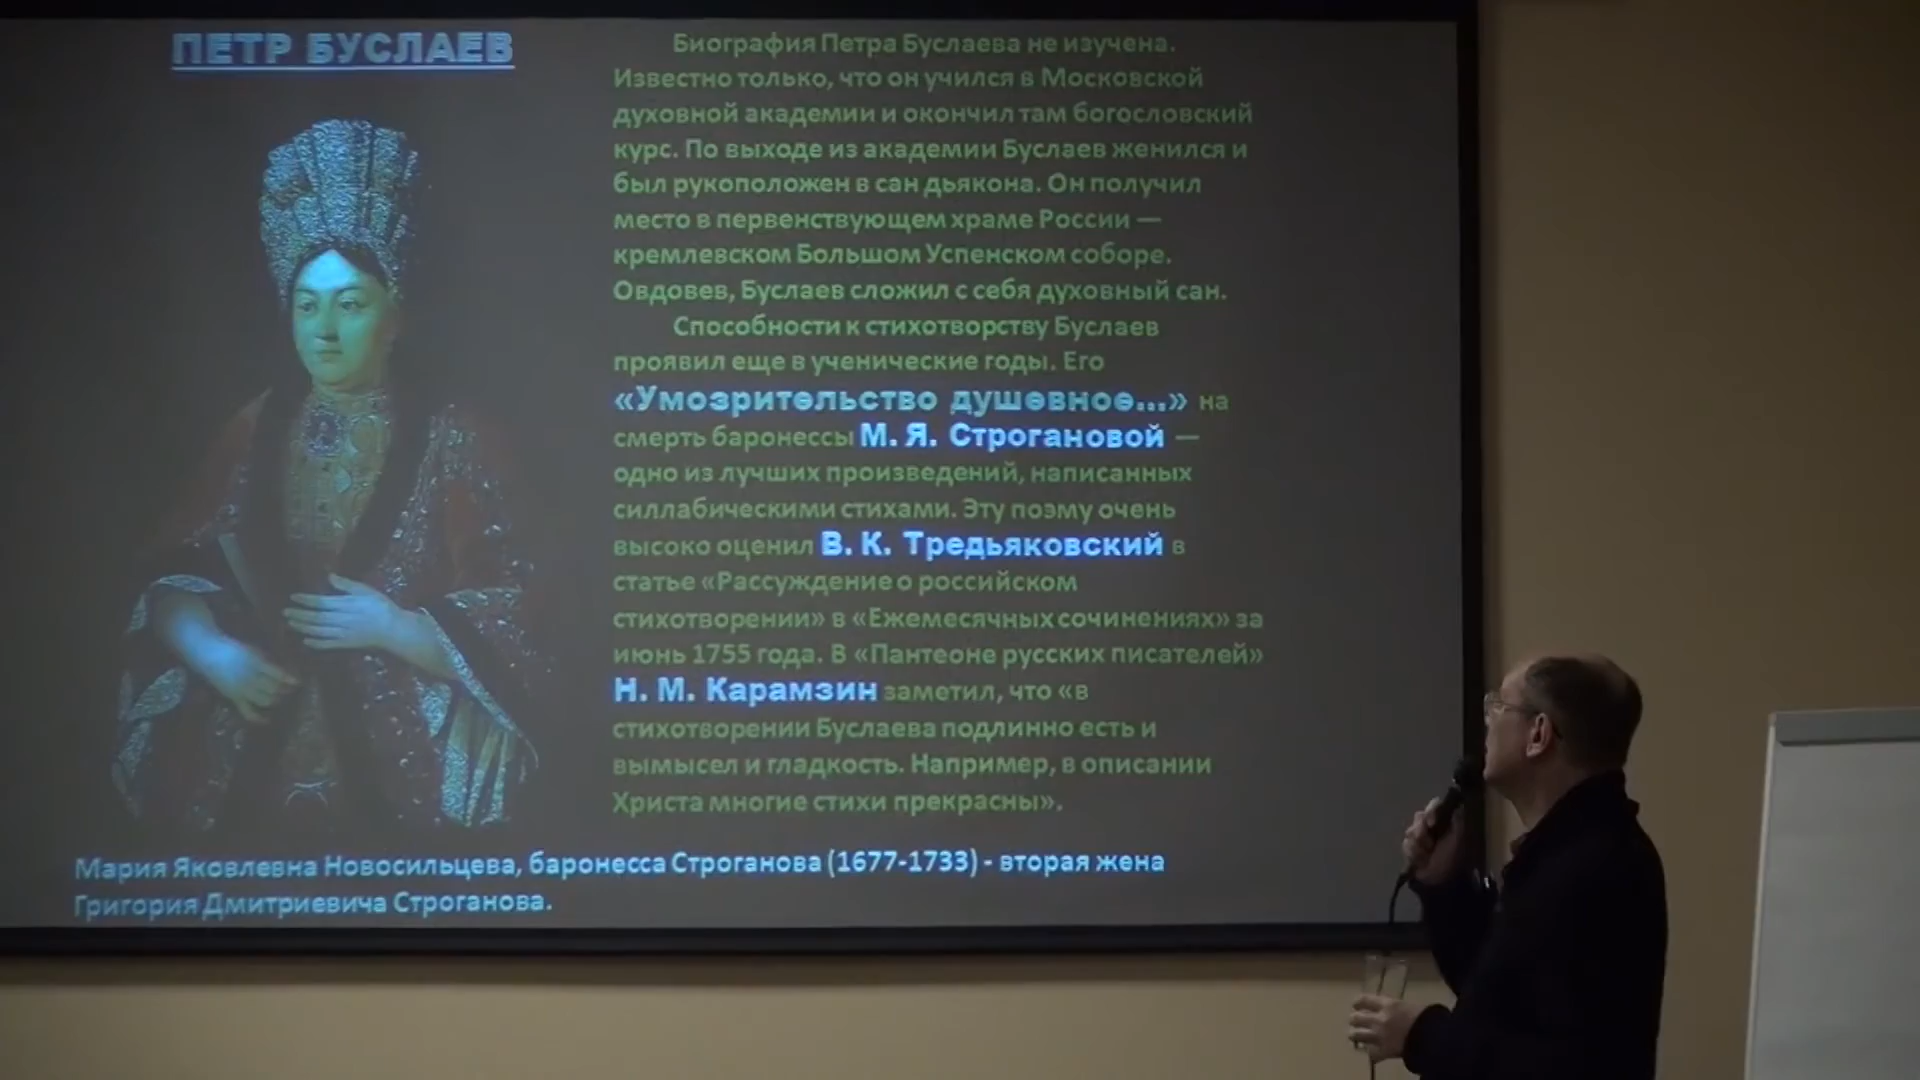 ПЕТР БУСЛАЕВ
Биография Петра Буслаева не изучена.
Известно только, что он учился в Московской
духовной академии и окончил там богословский
курс. По выходе из академии Буслаев женился и
был рукоположен в сан дьякона. Он получил
место в первенствующем храме России —
кремлевском Большом Успенском соборе.
Овдовев, Буслаев сложил с себя духовный сан.
Способности к стихотворству Буслаев
проявил еще в ученические годы. Его
«Умозрительство душевное...» на
смерть баронессы М. Я. Строгановой —
одно из лучших произведений, написанных
силлабическими стихами. Эту поэму очень
высоко оценил В. К. Тредьяковский в
статье «Рассуждение о российском
стихотворении» в «Ежемесячных сочинениях» за
июнь 1755 года. В «Пантеоне русских писателей»
Н. М. Карамзин заметил, что «в
стихотворении Буслаева подлинно есть и
вымысел и гладкость. Например, в описании
Христа многие стихи прекрасны».
Мария Яковлевна Новосильцева, баронесса Строганова (1677-1733) - вторая жена
Григория Дмитриевича Строганова.